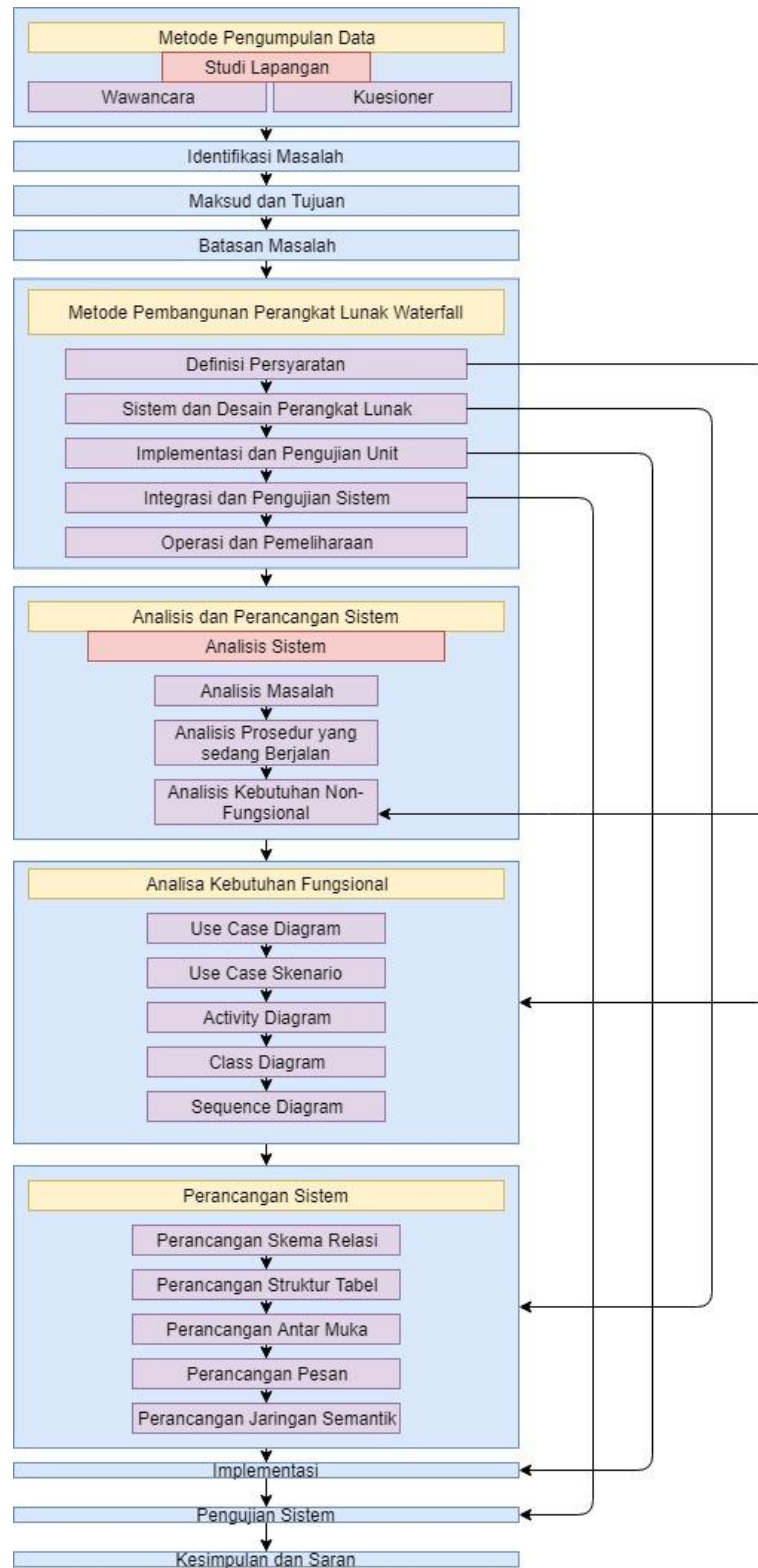 Metode Pengumpulan Data
Studi Lapangan
Wawancara
Kuesioner
Identifikasi Masalah
Maksud dan Tujuan
Batasan Masalah
Metode Pembangunan Perangkat Lunak Waterfall
Definisi Persyaratan
Sistem dan Desain Perangkat Lunak
Implementasi dan Pengujian Unit
Integrasi dan Pengujian Sistem
Operasi dan Pemeliharaan
Analisis dan Perancangan Sistem
Analisis Sistem
Analisis Masalah
Analisis Prosedur yang
sedang Berjalan
Analisis Kebutuhan Non-
Fungsional
Analisa Kebutuhan Fungsional
Use Case Diagram
Use Case Skenario
Activity Diagram
Class Diagram
Sequence Diagram
Perancangan Sistem
Perancangan Skema Relasi
Perancangan Struktur Tabel
Perancangan Antar Muka
Perancangan Pesan
Perancangan Jaringan Semantik
Implementasi
Pengujian Sistem
Kesimpulan dan Saran